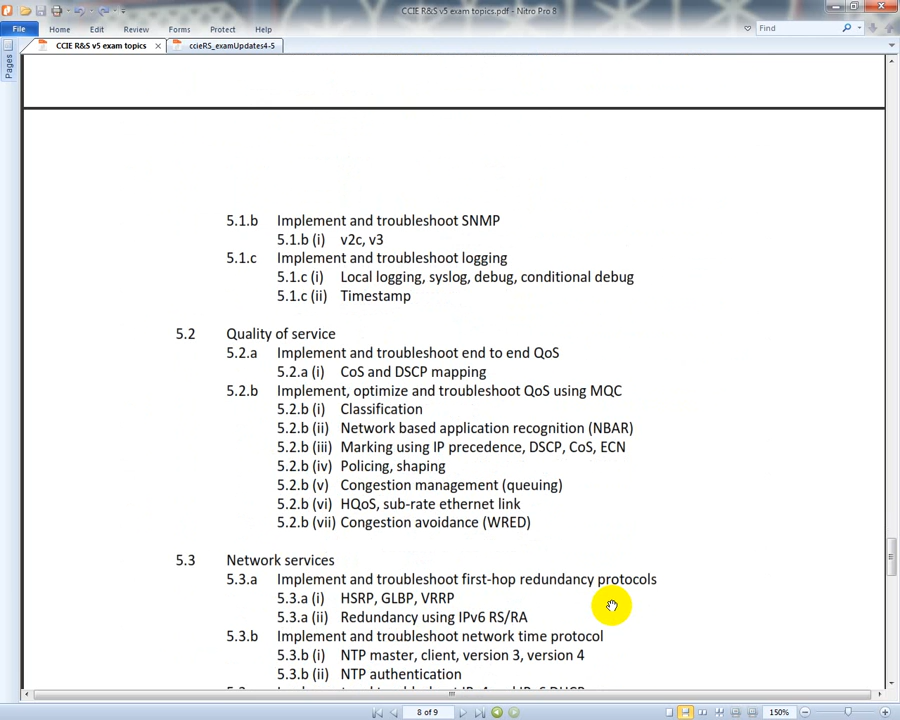 CCIE R&S v5 exam topics.pdf - Nitro Pro 8
File Home Edit Review Forms Protect Help Find
CCIE R&S v5 exam topics ccieRS_examUpdates4-5
Pages
5.1.b Implement and troubleshoot SNMP
5.1.b (i) v2c, v3
5.1.c Implement and troubleshoot logging
5.1.c (i) Local logging, syslog, debug, conditional debug
5.1.c (ii) Timestamp
5.2 Quality of service
5.2.a Implement and troubleshoot end to end QoS
5.2.a (i) CoS and DSCP mapping
5.2.b Implement, optimize and troubleshoot QoS using MQC
5.2.b (i) Classification
5.2.b (ii) Network based application recognition (NBAR)
5.2.b (iii) Marking using IP precedence, DSCP, CoS, ECN
5.2.b (iv) Policing, shaping
5.2.b (v) Congestion management (queuing)
5.2.b (vi) HQoS, sub-rate ethernet link
5.2.b (vii) Congestion avoidance (WRED)
5.3 Network services
5.3.a Implement and troubleshoot first-hop redundancy protocols
5.3.a (i) HSRP, GLBP, VRRP
5.3.a (ii) Redundancy using IPv6 RS/RA
5.3.b Implement and troubleshoot network time protocol
5.3.b (i) NTP master, client, version 3, version 4
5.3.b (ii) NTP authentication
8 of 9 150%